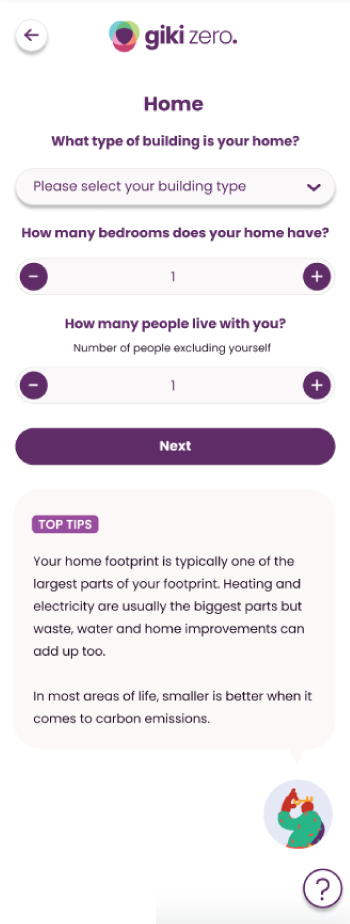 giki zero.
Home
What type of building is your home?
Please select your building type
How many bedrooms does your home have?
− 1 +
How many people live with you?
Number of people excluding yourself
− 1 +
Next
TOP TIPS
Your home footprint is typically one of the
largest parts of your footprint. Heating and
electricity are usually the biggest parts but
waste, water and home improvements can
add up too.
In most areas of life, smaller is better when it
comes to carbon emissions.
?